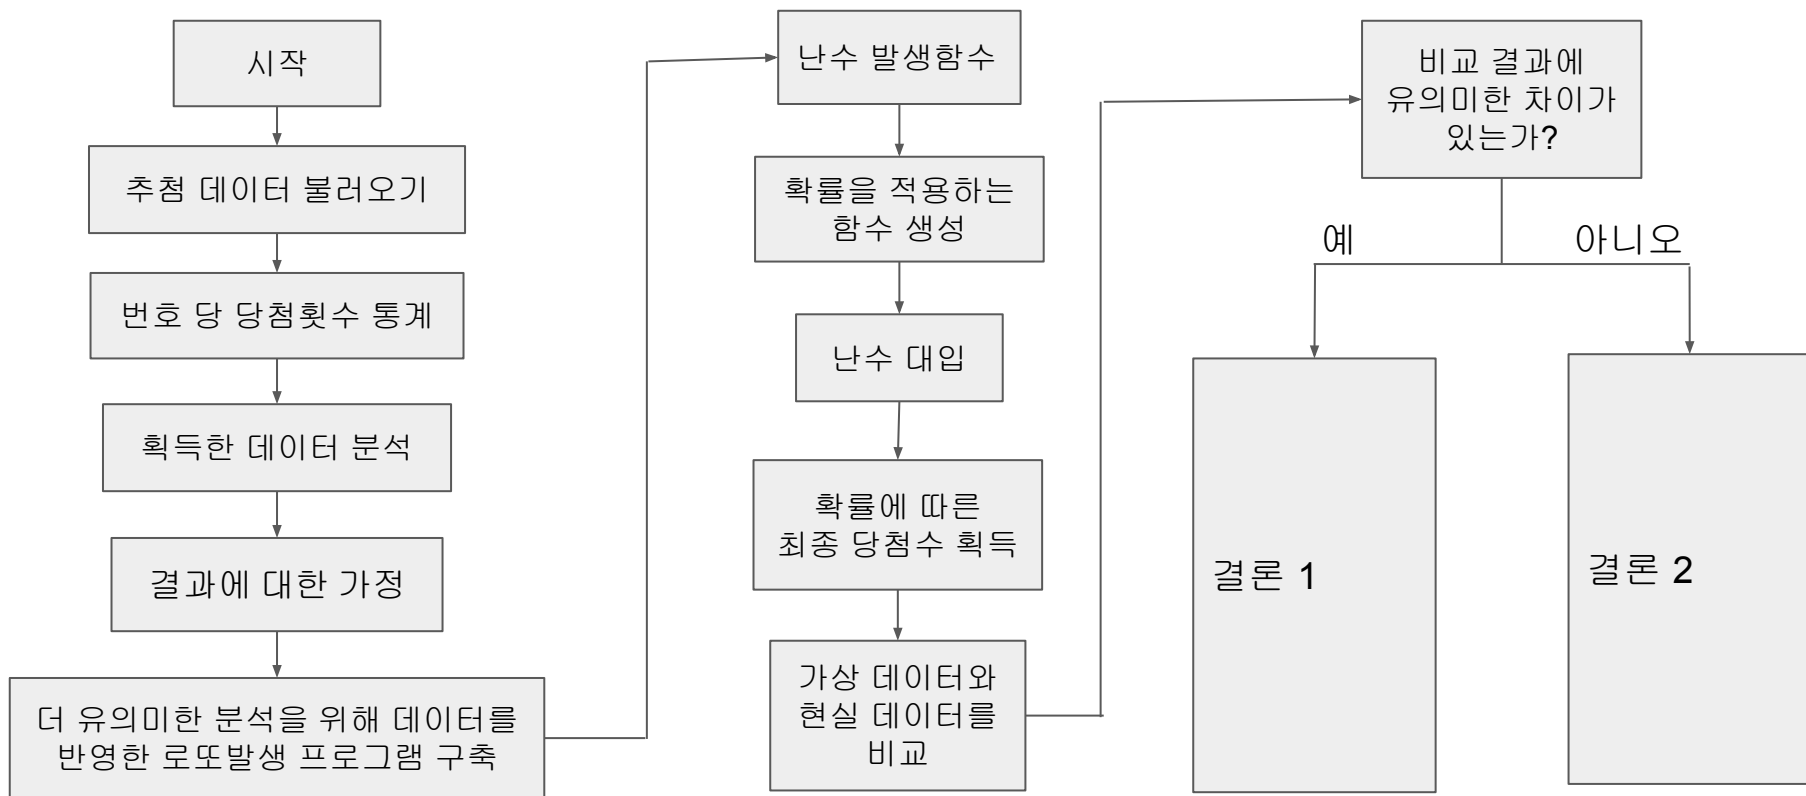 시작
추첨 데이터 불러오기
번호 당 당첨횟수 통계
획득한 데이터 분석
결과에 대한 가정
더 유의미한 분석을 위해 데이터를
반영한 로또발생 프로그램 구축
난수 발생함수
확률을 적용하는
함수 생성
난수 대입
확률에 따른
최종 당첨수 획득
가상 데이터와
현실 데이터를
비교
비교 결과에
유의미한 차이가
있는가?
예
아니오
결론 1
결론 2